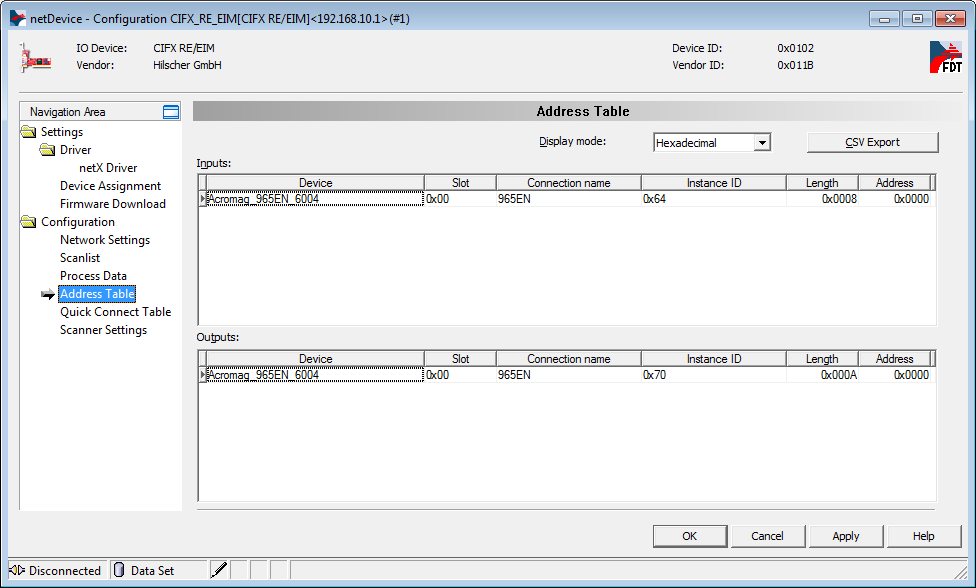 netDevice - Configuration CIFX_RE_EIM[CIFX RE/EIM]<192.168.10.1>(#1)
IO Device: CIFX RE/EIM Device ID: 0x0102
Vendor: Hilscher GmbH Vendor ID: 0x011B
FDT
Navigation Area
Settings
Driver
netX Driver
Device Assignment
Firmware Download
Configuration
Network Settings
Scanlist
Process Data
Address Table
Quick Connect Table
Scanner Settings
Address Table
Display mode: Hexadecimal CSV Export
Inputs:
Device Slot Connection name Instance ID Length Address
Acromag_965EN_6004 0x00 965EN 0x64 0x0008 0x0000
Outputs:
Device Slot Connection name Instance ID Length Address
Acromag_965EN_6004 0x00 965EN 0x70 0x000A 0x0000
OK Cancel Apply Help
Disconnected Data Set